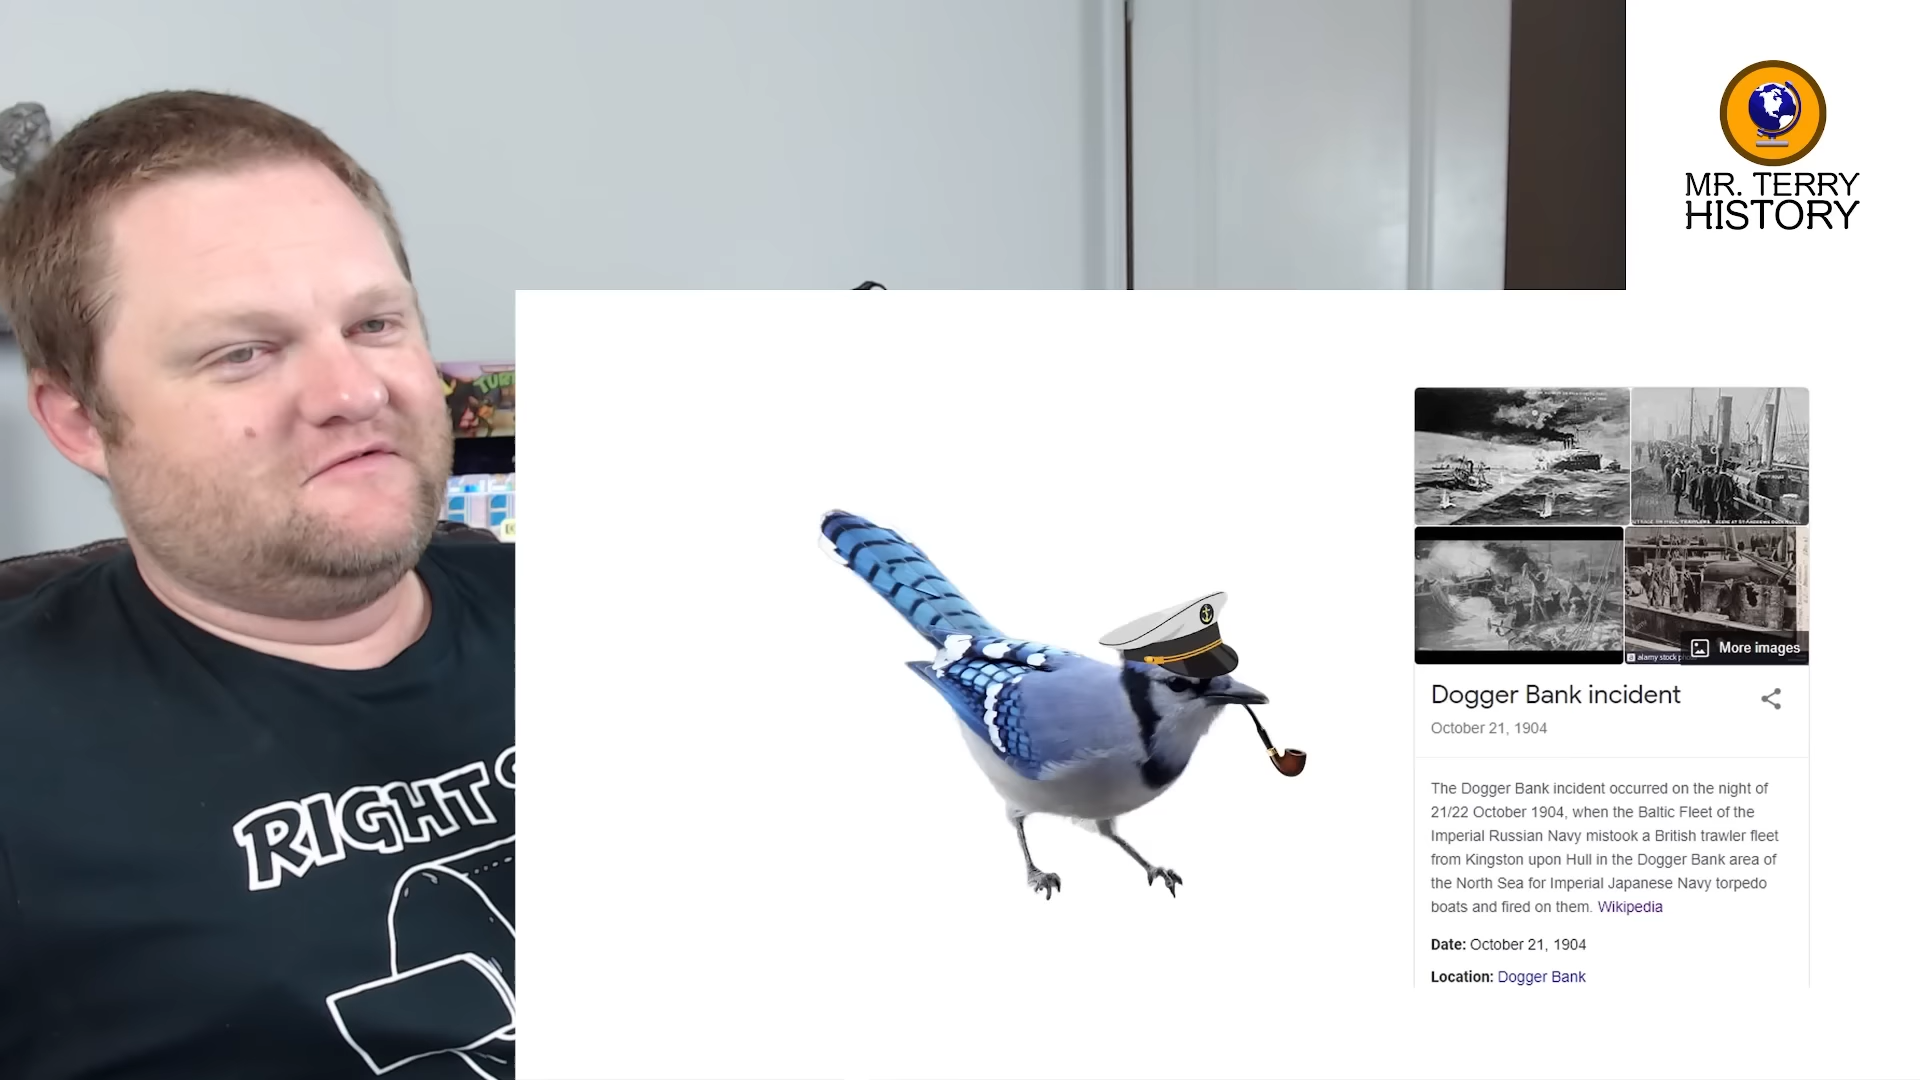 MR. TERRY
HISTORY
TURT
RIGHT
More images
alamy stock
Dogger Bank incident
October 21, 1904
The Dogger Bank incident occurred on the night of
21/22 October 1904, when the Baltic Fleet of the
Imperial Russian Navy mistook a British trawler fleet
from Kingston upon Hull in the Dogger Bank area of
the North Sea for Imperial Japanese Navy torpedo
boats and fired on them. Wikipedia
Date: October 21, 1904
Location: Dogger Bank